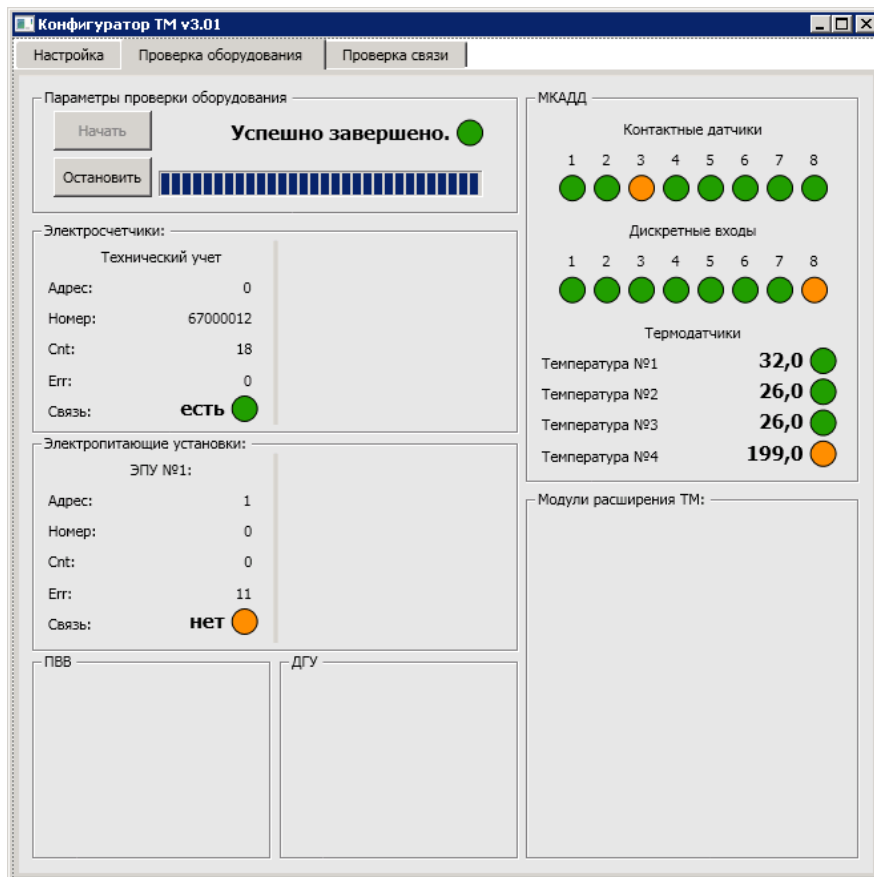 Конфигуратор ТМ v3.01
Настройка Проверка оборудования Проверка связи
Параметры проверки оборудования
Начать Успешно завершено.
Остановить
Электросчетчики:
Технический учет
Адрес: 0
Номер: 67000012
Cnt: 18
Err: 0
Связь: есть
Электропитающие установки:
ЭПУ №1:
Адрес: 1
Номер: 0
Cnt: 0
Err: 11
Связь: нет
ПВВ
ДГУ
МКАДД
Контактные датчики
1 2 3 4 5 6 7 8
Дискретные входы
1 2 3 4 5 6 7 8
Термодатчики
Температура №1 32,0
Температура №2 26,0
Температура №3 26,0
Температура №4 199,0
Модули расширения ТМ: